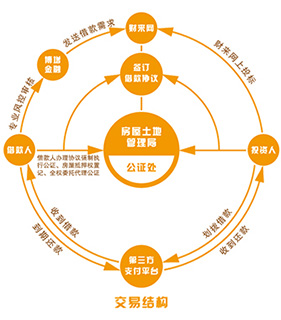 财来网
发送借款需求
博瑞
金融
签订
借款协议
财来网上投标
专业风控审核
房屋土地
管理局
公证处
借款人
投资人
借款人办理协议强制执
行公证、房屋抵押权置
记、全权委托代理公证
收到借款
到期还款
划拨借款
收到还款
第三方
支付平台
交易结构